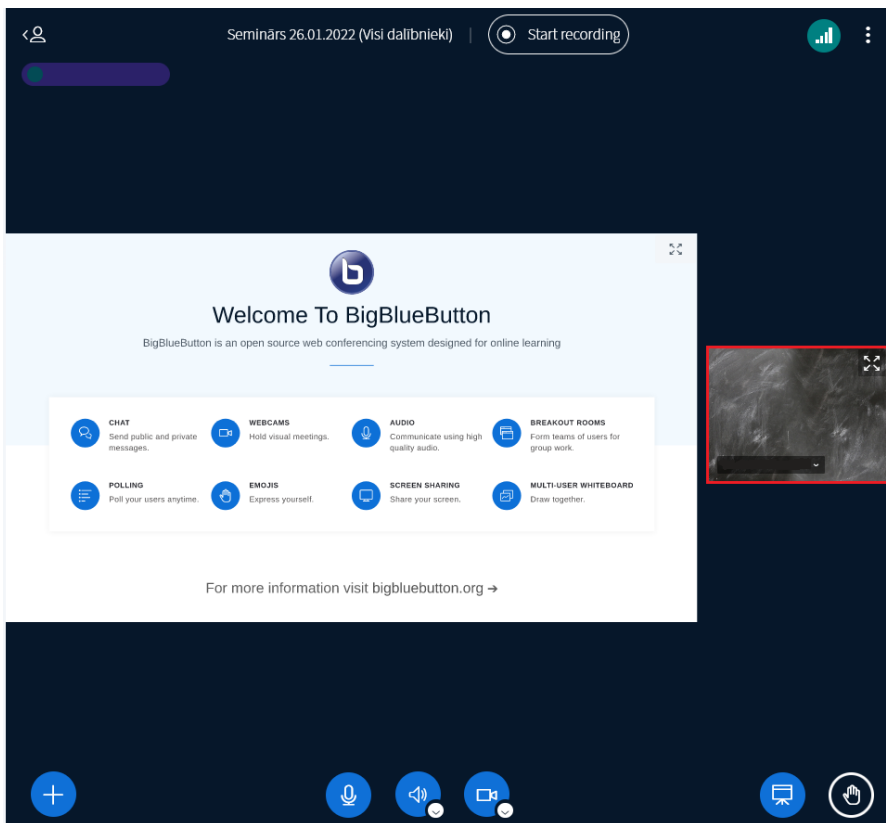 Seminārs 26.01.2022 (Visi dalībnieki)
Start recording
Welcome To BigBlueButton
BigBlueButton is an open source web conferencing system designed for online learning
CHAT
Send public and private
messages.
WEBCAMS
Hold visual meetings.
AUDIO
Communicate using high
quality audio.
BREAKOUT ROOMS
Form teams of users for
group work.
POLLING
Poll your users anytime.
EMOJIS
Express yourself.
SCREEN SHARING
Share your screen.
MULTI-USER WHITEBOARD
Draw together.
For more information visit bigbluebutton.org →